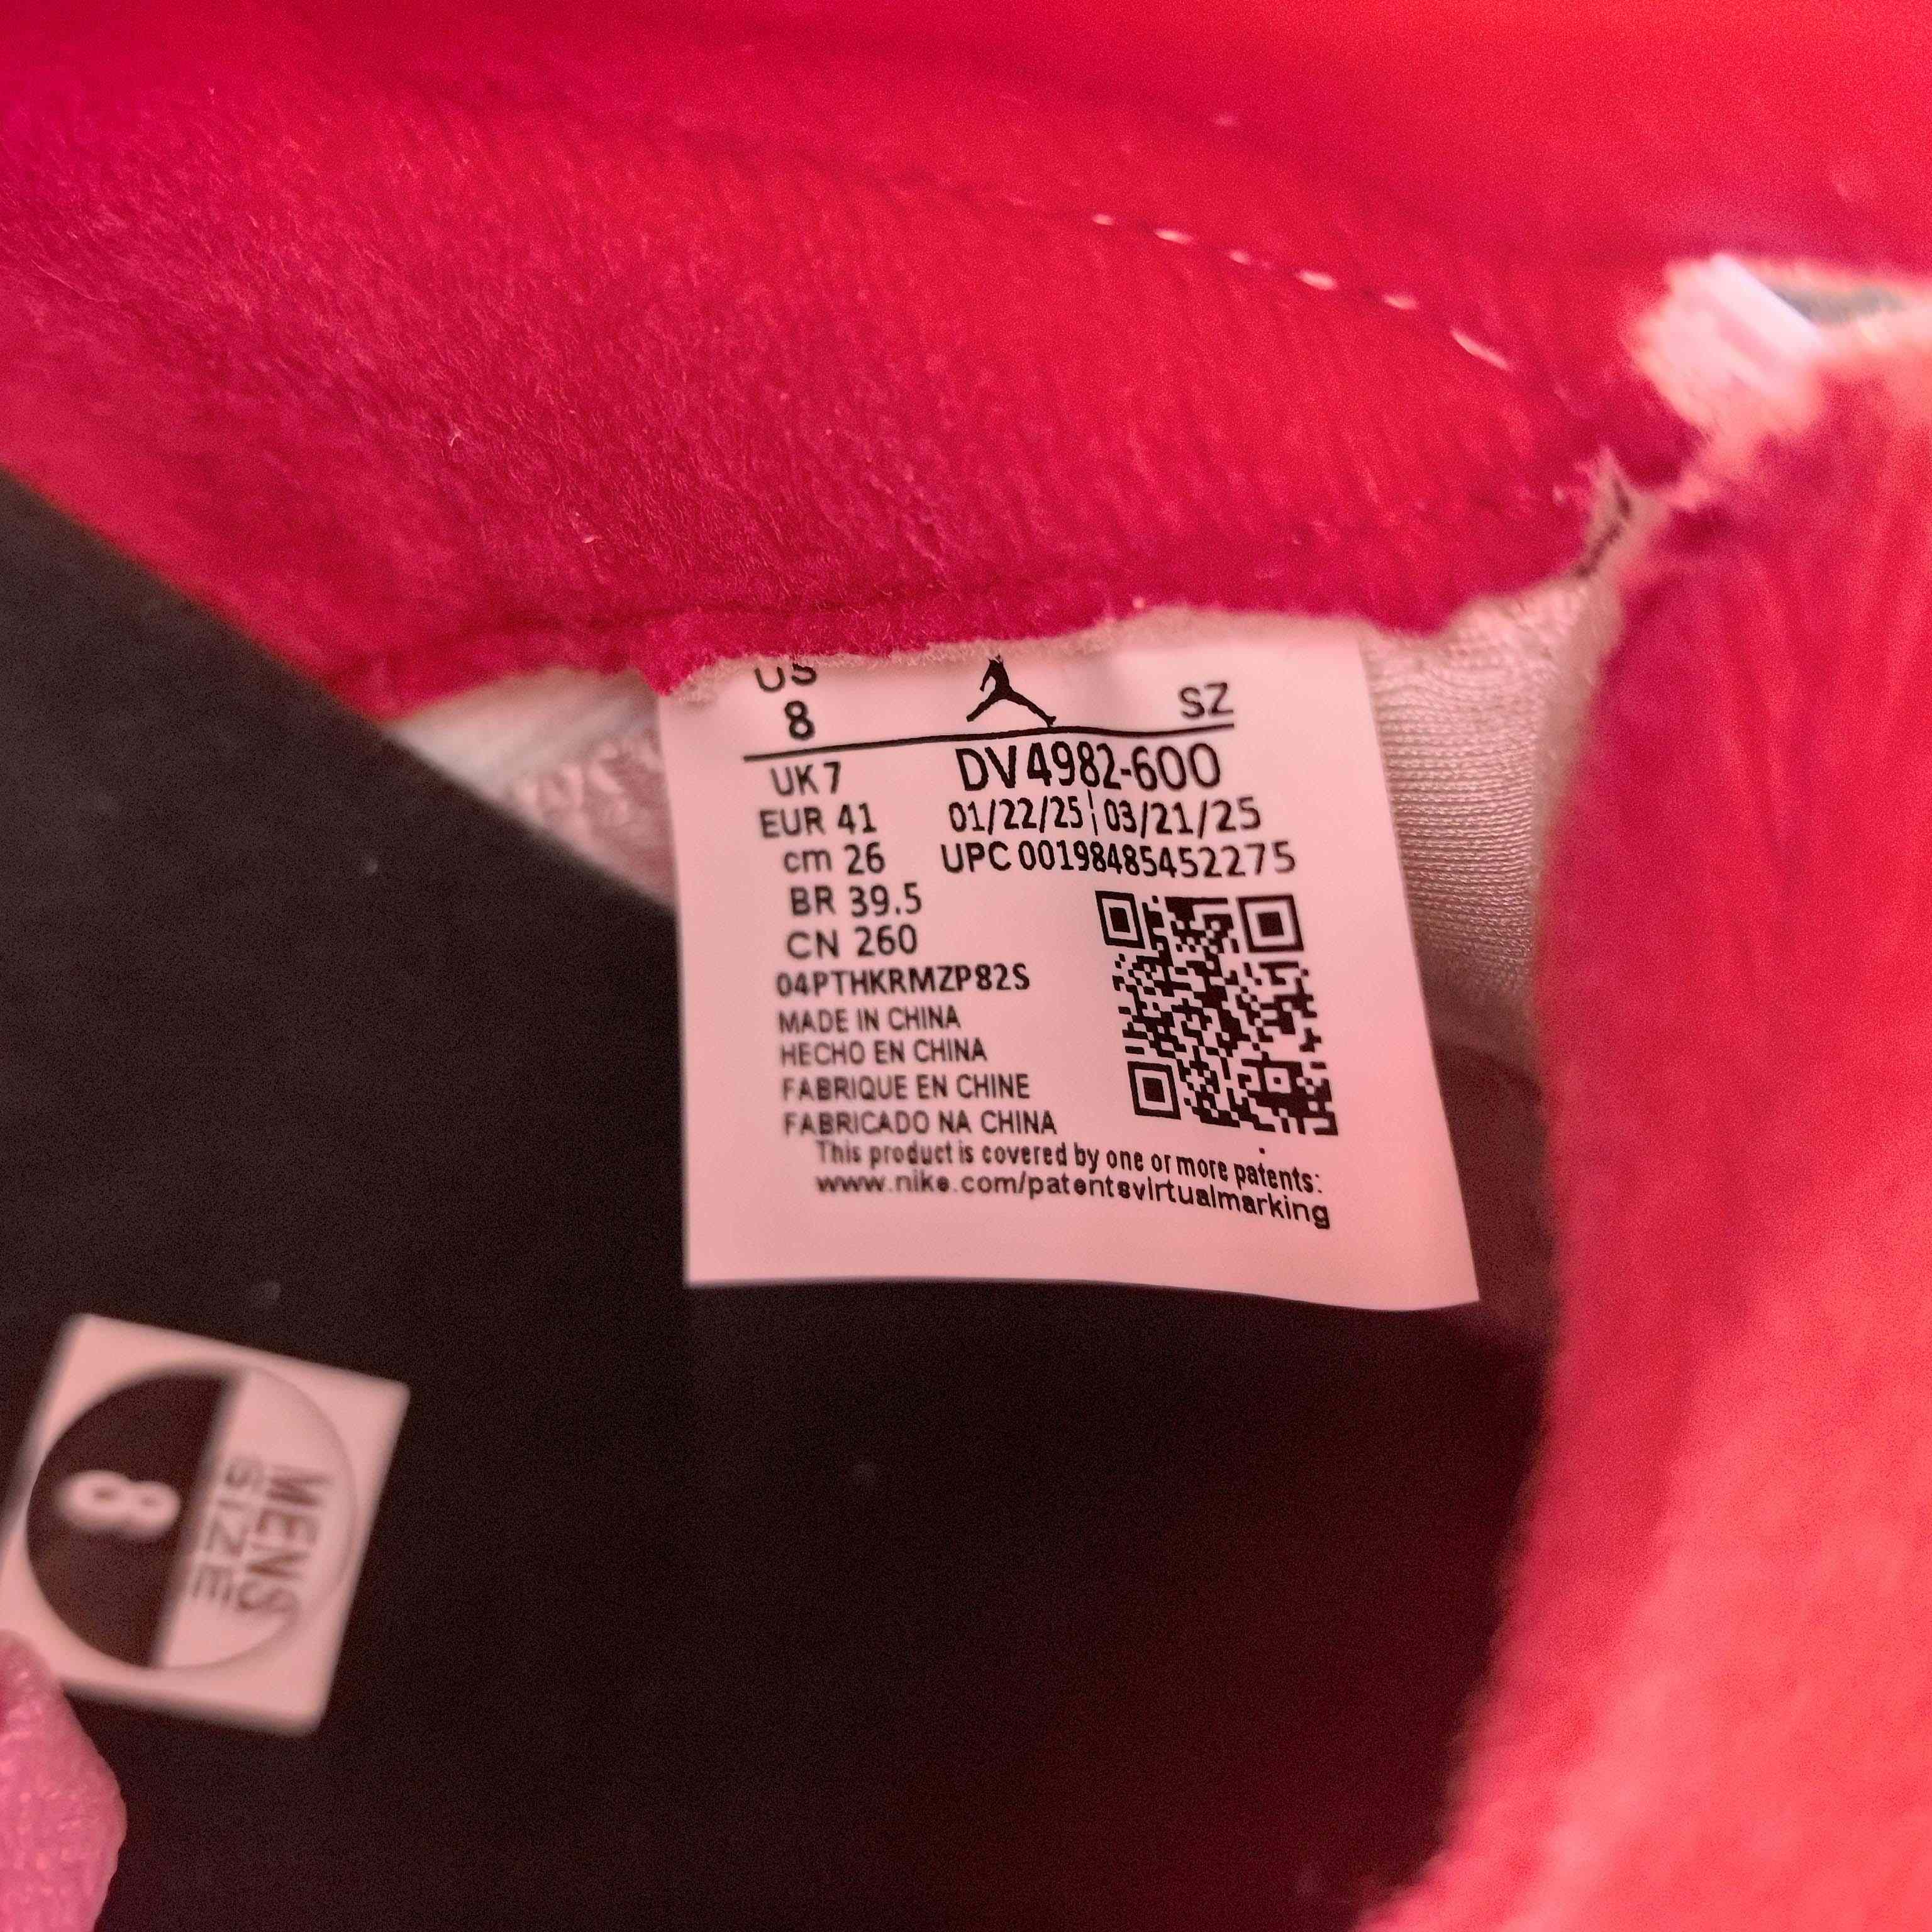 US
8
SZ
UK 7
DV4982-600
EUR 41
01/22/25 03/21/25
cm 26
UPC 00198485452275
BR 39.5
CN 260
04PTHKRMZP82S
MADE IN CHINA
HECHO EN CHINA
FABRIQUE EN CHINE
FABRICADO NA CHINA
This product is covered by one or more patents:
www.nike.com/patentsvirtualmarking
8
MENS
SIZE